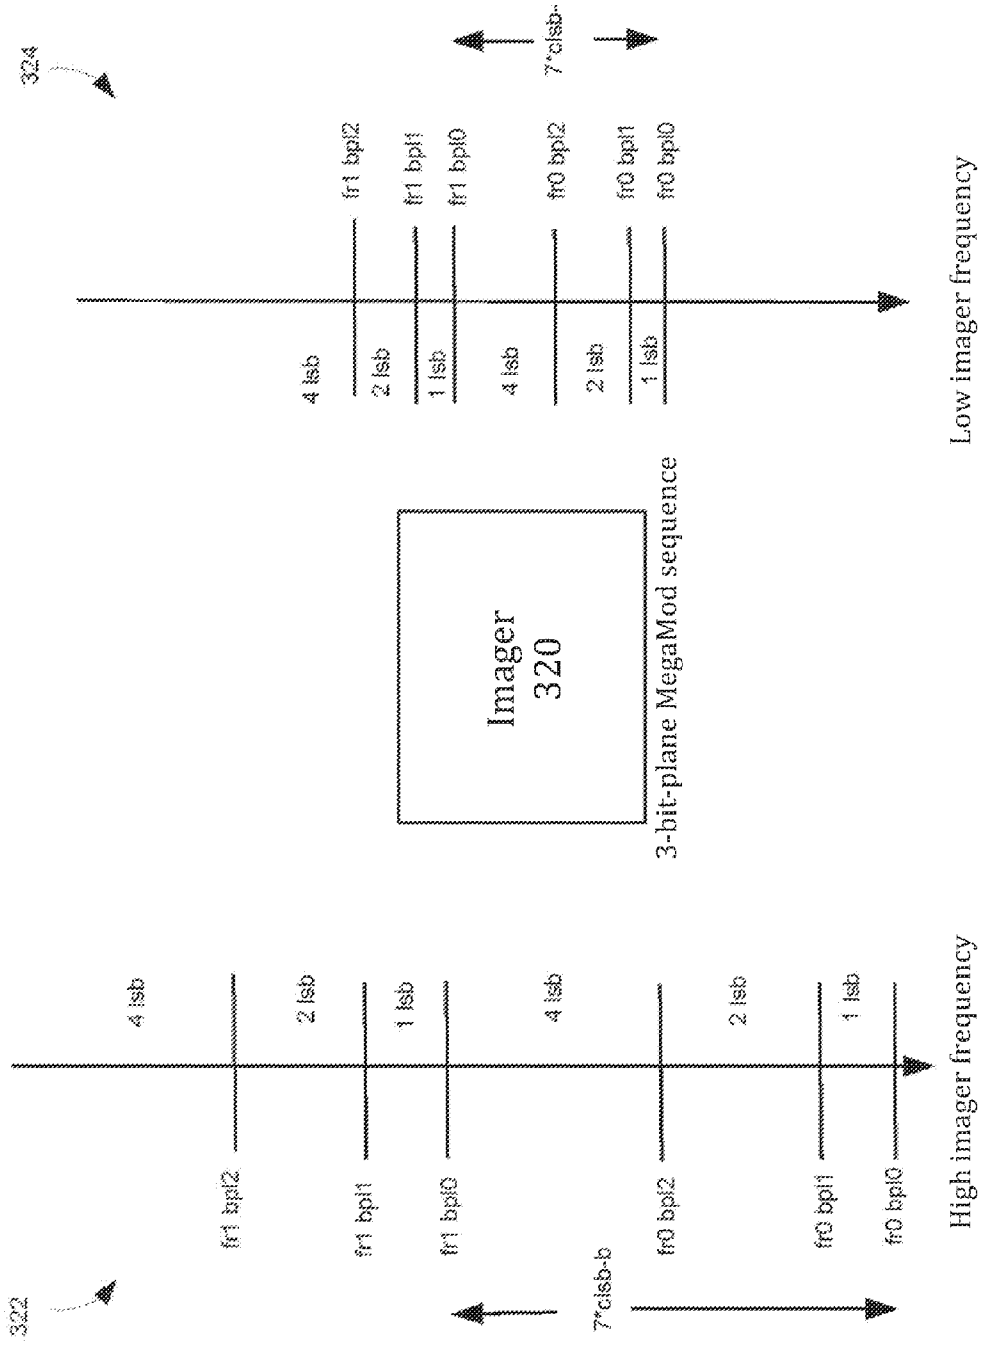 322
7*clsb-b
fr1 bpl2
fr1 bpl1
fr1 bpl0
fr0 bpl2
fr0 bpl1
fr0 bpl0
4 lsb
2 lsb
1 lsb
4 lsb
2 lsb
1 lsb
High imager frequency
Imager
320
3-bit-plane MegaMod sequence
4 lsb
2 lsb
1 lsb
4 lsb
2 lsb
1 lsb
fr1 bpl2
fr1 bpl1
fr1 bpl0
fr0 bpl2
fr0 bpl1
fr0 bpl0
324
7*clsb-
Low imager frequency